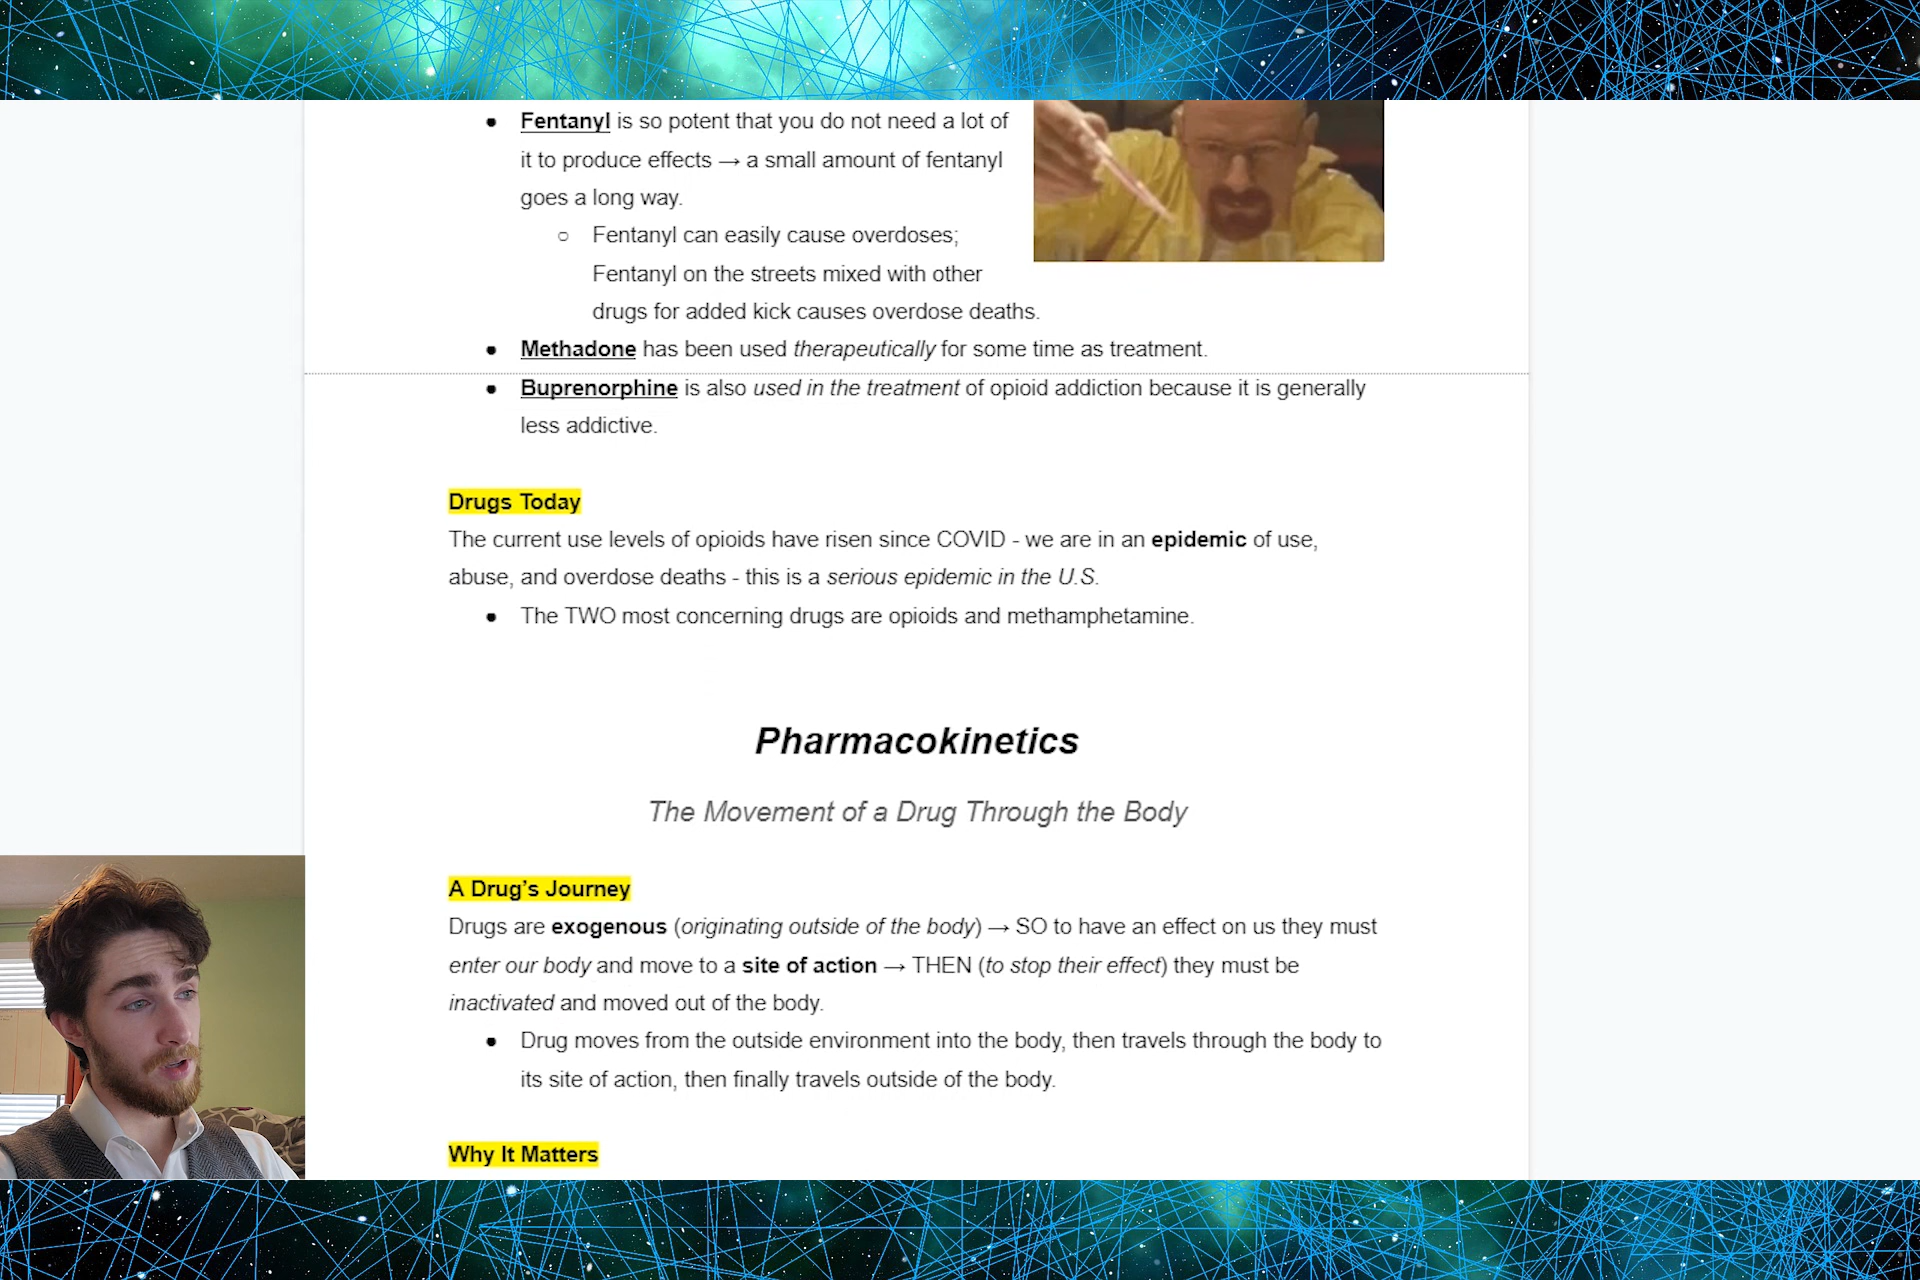 Fentanyl is so potent that you do not need a lot of
it to produce effects → a small amount of fentanyl
goes a long way.
Fentanyl can easily cause overdoses;
Fentanyl on the streets mixed with other
drugs for added kick causes overdose deaths.
Methadone has been used therapeutically for some time as treatment.
Buprenorphine is also used in the treatment of opioid addiction because it is generally
less addictive.
Drugs Today
The current use levels of opioids have risen since COVID - we are in an epidemic of use,
abuse, and overdose deaths - this is a serious epidemic in the U.S.
The TWO most concerning drugs are opioids and methamphetamine.
Pharmacokinetics
The Movement of a Drug Through the Body
A Drug’s Journey
Drugs are exogenous (originating outside of the body) → SO to have an effect on us they must
enter our body and move to a site of action → THEN (to stop their effect) they must be
inactivated and moved out of the body.
Drug moves from the outside environment into the body, then travels through the body to
its site of action, then finally travels outside of the body.
Why It Matters